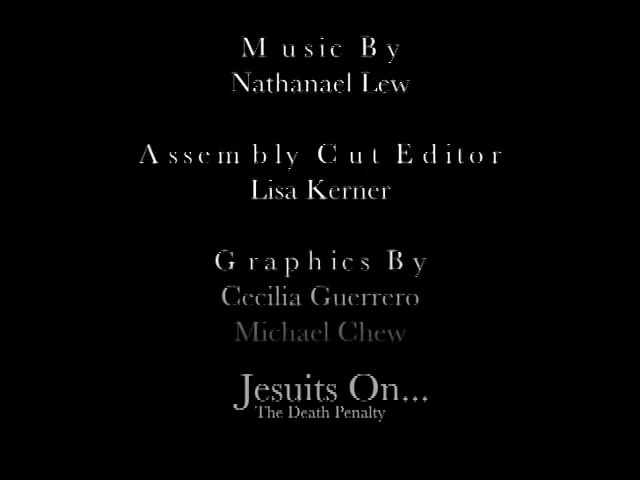 Music By
Nathanael Lew
Assembly Cut Editor
Lisa Kerner
Graphics By
Cecilia Guerrero
Michael Chew
Jesuits On...
The Death Penalty